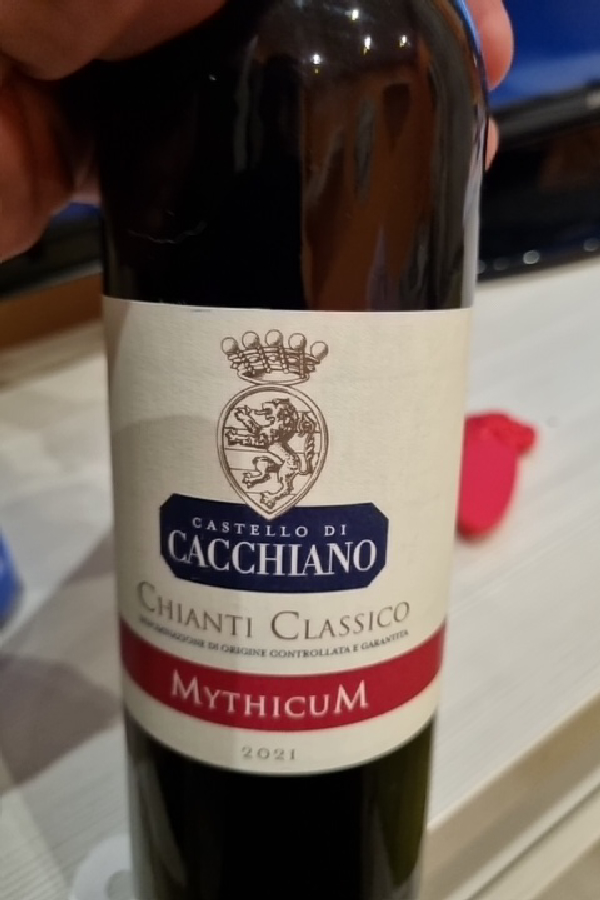 CASTELLO DI
CACCHIANO
CHIANTI CLASSICO
DENOMINAZIONE DI ORIGINE CONTROLLATA E GARANTITA
MYTHICUM
2021